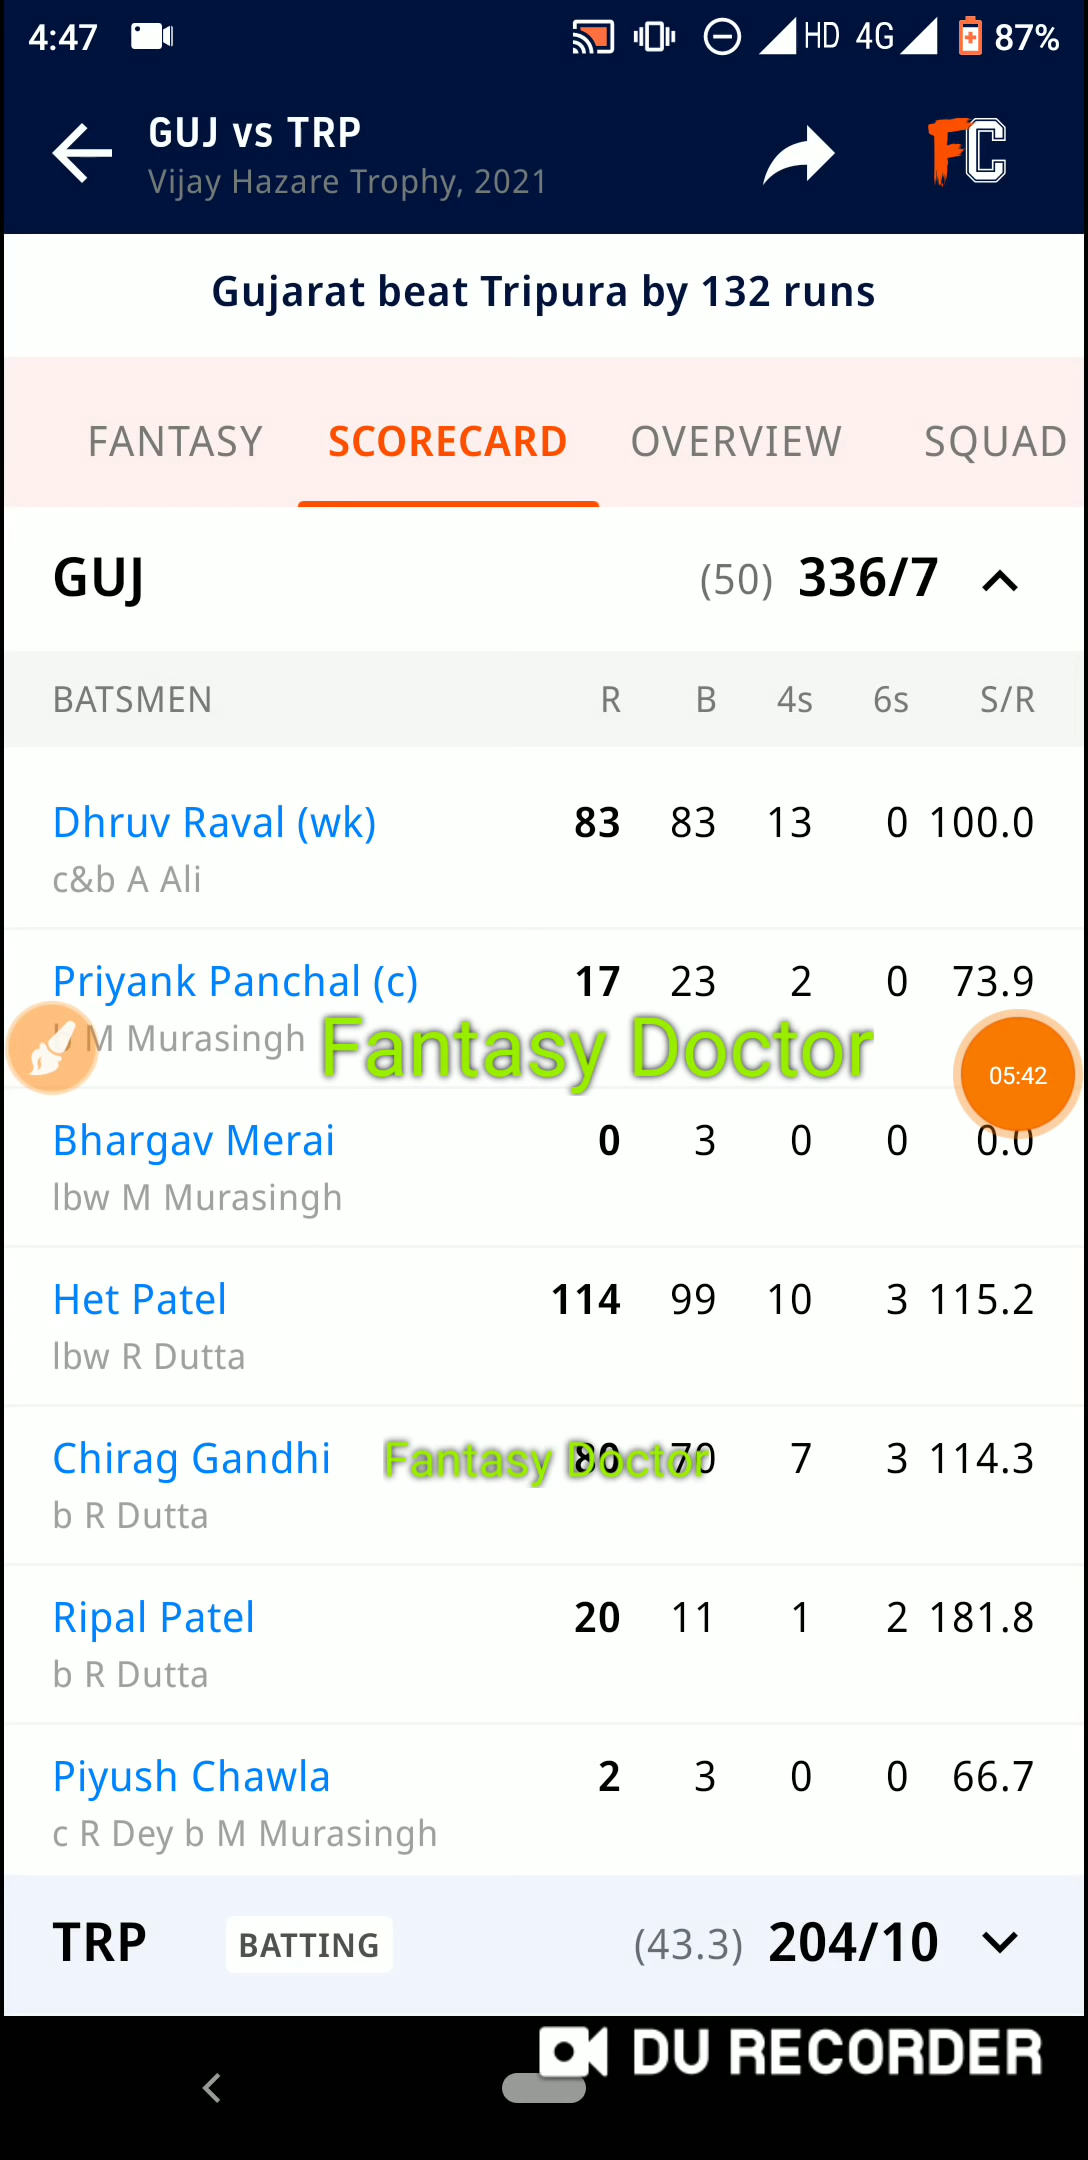 4:47 HD 4G 87%
GUJ vs TRP
Vijay Hazare Trophy, 2021
FC
Gujarat beat Tripura by 132 runs
FANTASY SCORECARD OVERVIEW SQUAD
GUJ (50) 336/7
BATSMEN R B 4s 6s S/R
Dhruv Raval (wk) 83 83 13 0 100.0
c&b A Ali
Priyank Panchal (c) 17 23 2 0 73.9
M Murasingh
Fantasy Doctor
05:42
Bhargav Merai 0 3 0 0 0.0
lbw M Murasingh
Het Patel 114 99 10 3 115.2
lbw R Dutta
Chirag Gandhi 80 70 7 3 114.3
Fantasy Doctor
b R Dutta
Ripal Patel 20 11 1 2 181.8
b R Dutta
Piyush Chawla 2 3 0 0 66.7
c R Dey b M Murasingh
TRP BATTING (43.3) 204/10
DU RECORDER